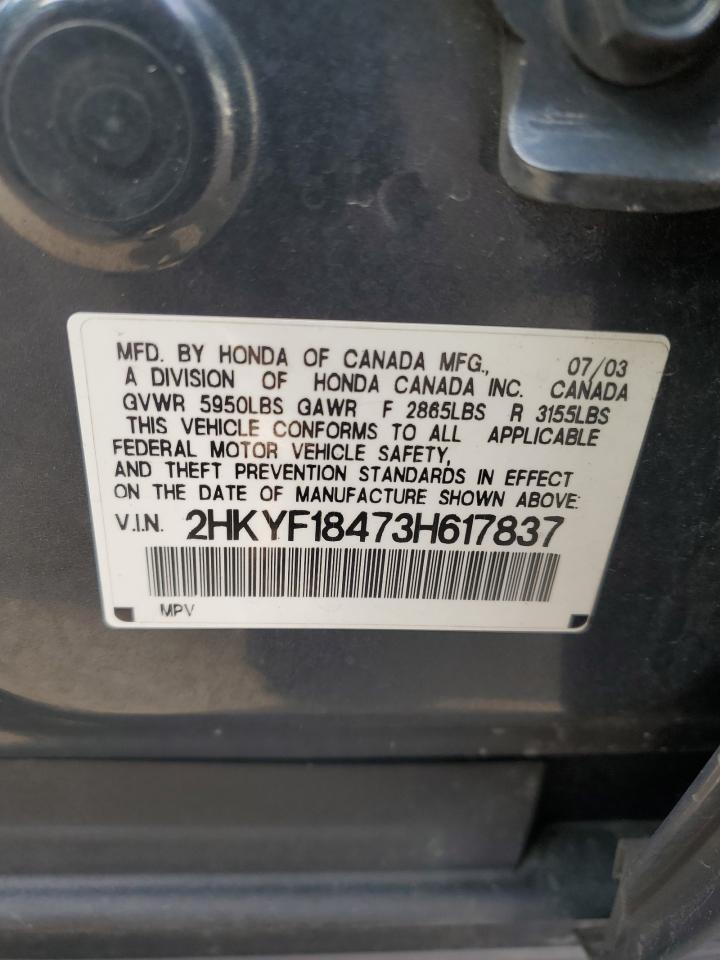 MFD. BY HONDA OF CANADA MFG., 07/03
A DIVISION OF HONDA CANADA INC. CANADA
GVWR 5950LBS GAWR F 2865LBS R 3155LBS
THIS VEHICLE CONFORMS TO ALL APPLICABLE
FEDERAL MOTOR VEHICLE SAFETY,
AND THEFT PREVENTION STANDARDS IN EFFECT
ON THE DATE OF MANUFACTURE SHOWN ABOVE:
V.I.N. 2HKYF18473H617837
MPV